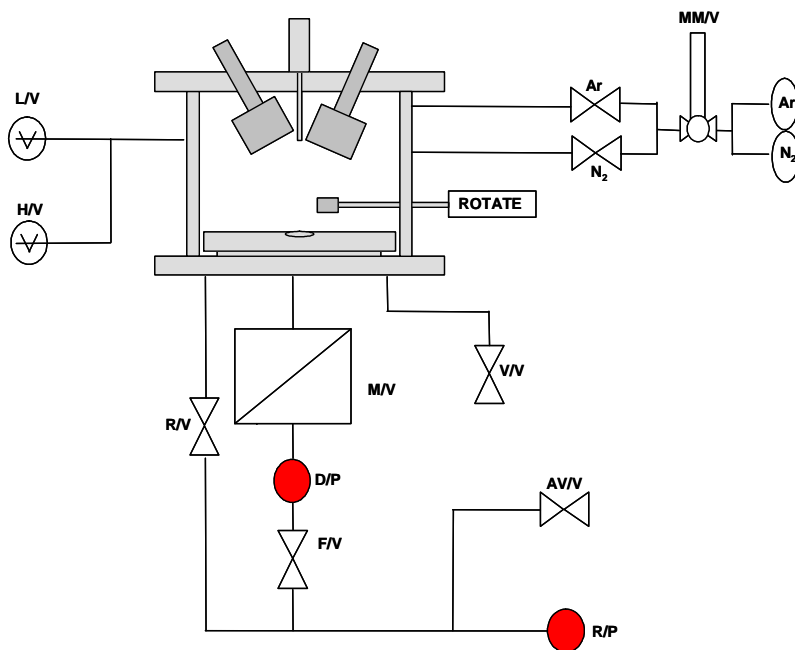 MM/V
L/V
Ar
Ar
N₂
N₂
H/V
ROTATE
V/V
M/V
R/V
D/P
AV/V
F/V
R/P